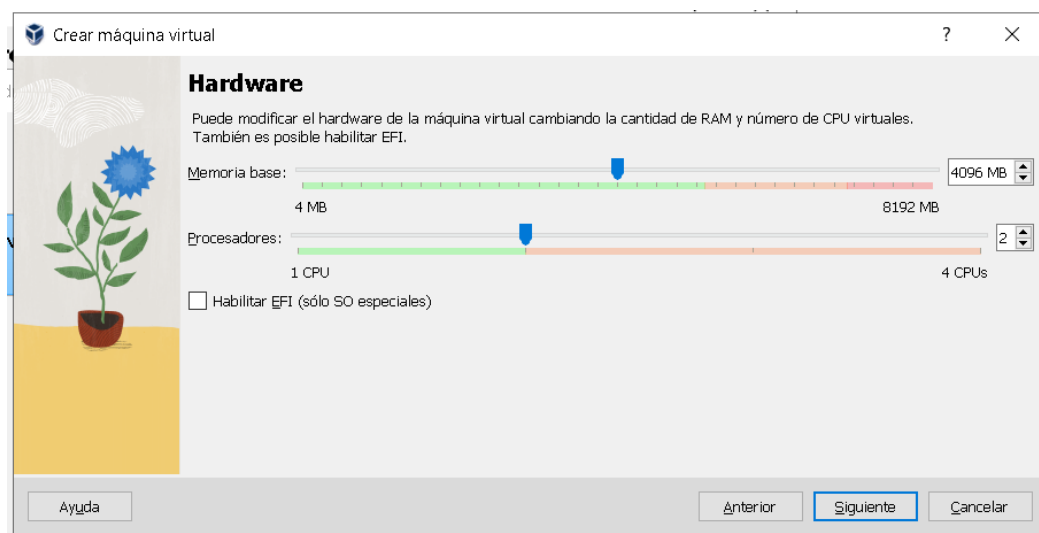 Crear máquina virtual
?
Hardware
Puede modificar el hardware de la máquina virtual cambiando la cantidad de RAM y número de CPU virtuales.
También es posible habilitar EFI.
Memoria base:
4096 MB
4 MB
8192 MB
Procesadores:
2
1 CPU
4 CPUs
Habilitar EFI (sólo SO especiales)
Ayuda
Anterior
Siguiente
Cancelar